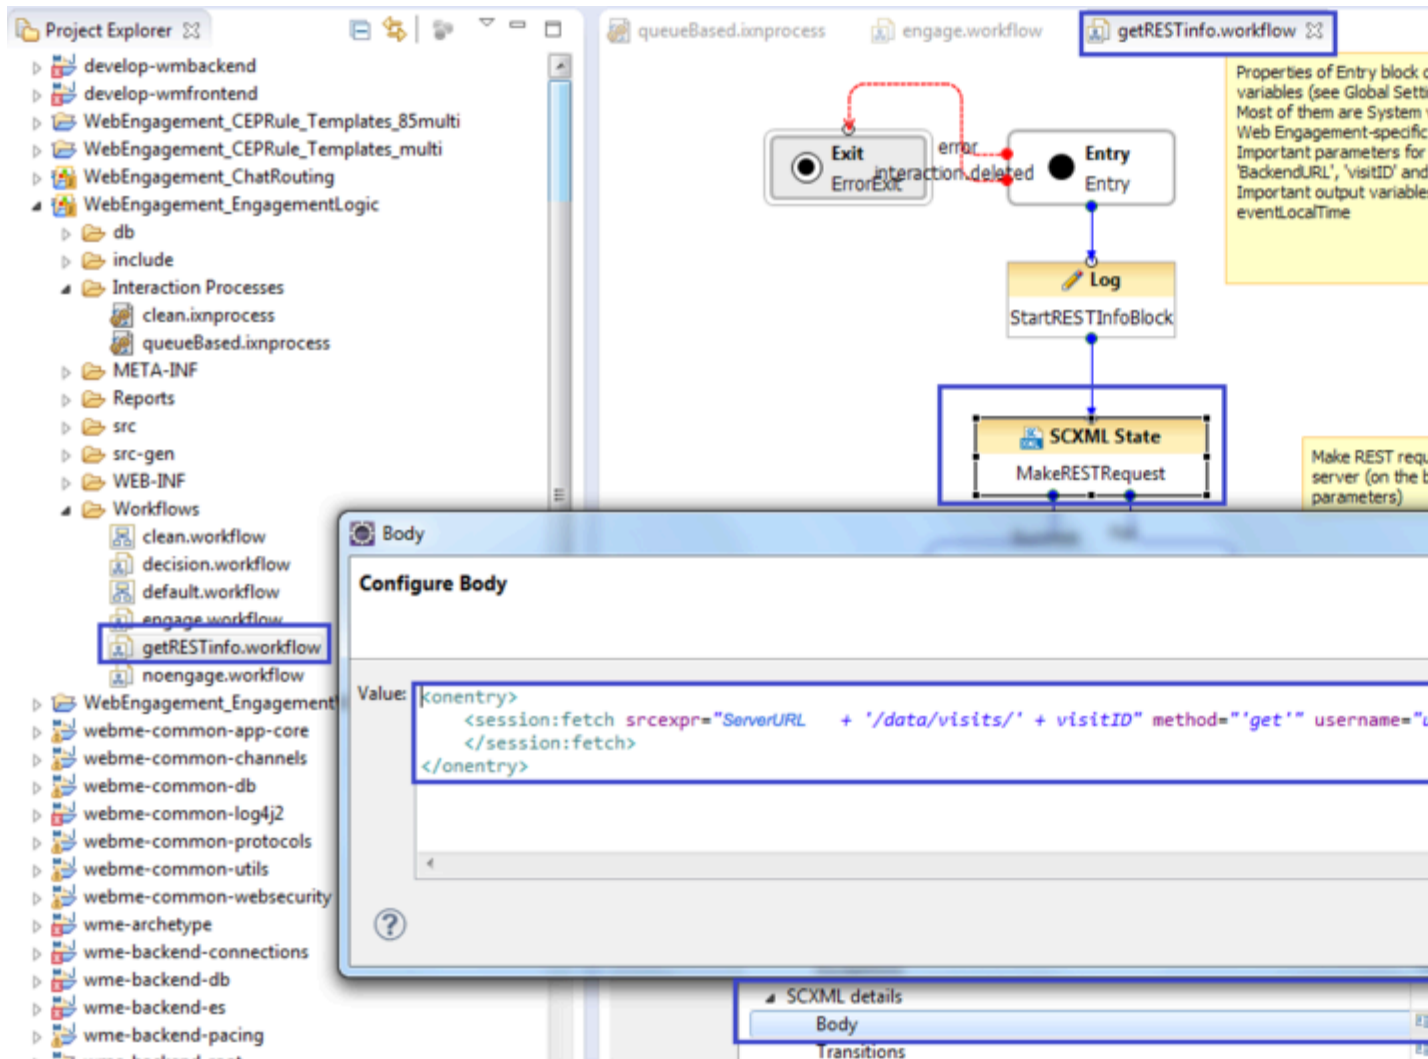 Project Explorer
queueBased.ixnprocess
engage.workflow
getRESTinfo.workflow
develop-wmbackend
develop-wmfrontend
WebEngagement_CEPRule_Templates_85multi
WebEngagement_CEPRule_Templates_multi
WebEngagement_ChatRouting
WebEngagement_EngagementLogic
db
include
Interaction Processes
clean.ixnprocess
queueBased.ixnprocess
META-INF
Reports
src
src-gen
WEB-INF
Workflows
clean.workflow
decision.workflow
default.workflow
engage.workflow
getRESTinfo.workflow
noengage.workflow
WebEngagement_Engagement
webme-common-app-core
webme-common-channels
webme-common-db
webme-common-log4j2
webme-common-protocols
webme-common-utils
webme-common-websecurity
wme-archetype
wme-backend-connections
wme-backend-db
wme-backend-es
wme-backend-pacing
Exit
ErrorExit
error
interaction.deleted
Entry
Entry
Log
StartRESTInfoBlock
SCXML State
MakeRESTRequest
Properties of Entry block
variables (see Global
Most of them are System
Web Engagement-specific
Important parameters for
'BackendURL', 'visitID' and
Important output
eventLocalTime
Make REST
server (on the
parameters)
Body
Configure Body
Value:
<onentry>
<session:fetch srcexpr="ServerURL + '/data/visits/' + visitID" method="'get'" username="
</session:fetch>
</onentry>
SCXML details
Body
Transitions